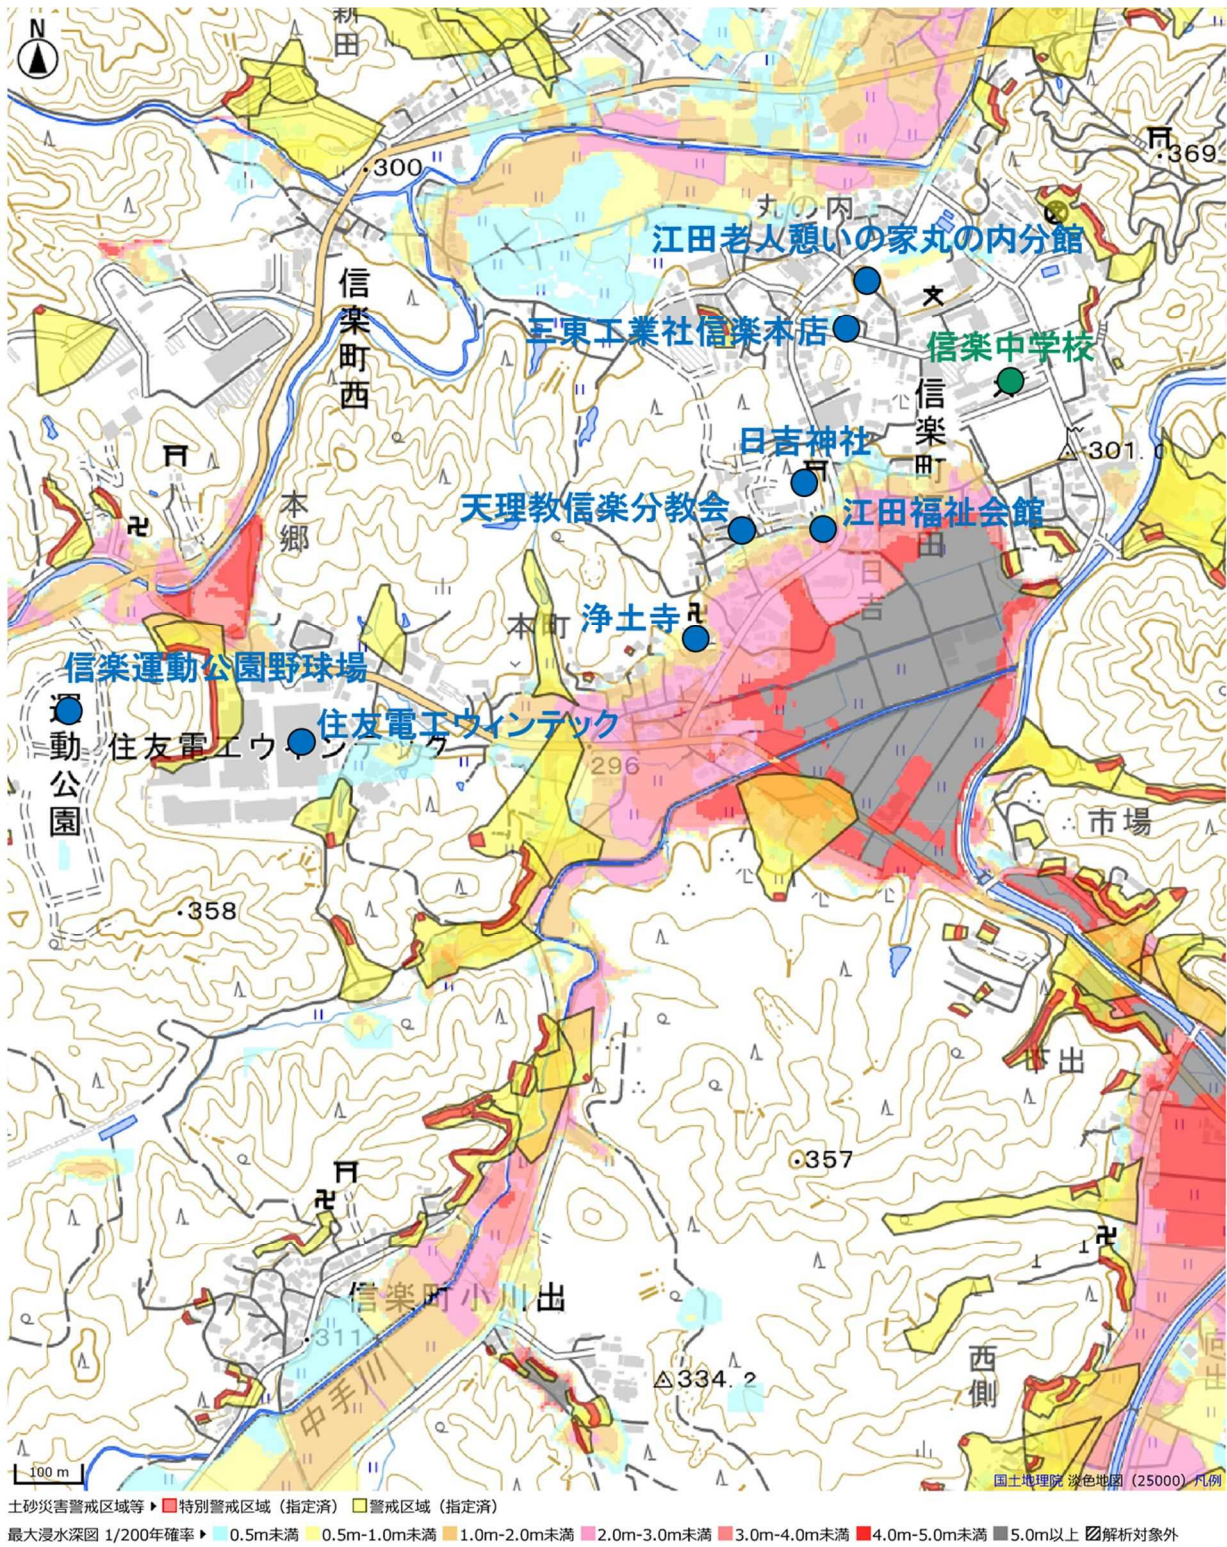 N
新田
300
369
丸の内
江田老人憩いの家丸の内分館
信楽町西
三東工業社信楽本店
信楽中学校
信楽町
日吉神社
301.0
本郷
天理教信楽分教会
江田福祉会館
田
日吉
本町
浄土寺
信楽運動公園野球場
運動公園
住友電工ウィンテック
住友電工ウィンテック
296
市場
358
357
信楽町小川出
311
中手川
334.2
西側
向出
100 m
国土地理院 淡色地図（25000）凡例
土砂災害警戒区域等 特別警戒区域（指定済） 警戒区域（指定済）
最大浸水深図 1/200年確率 0.5m未満 0.5m-1.0m未満 1.0m-2.0m未満 2.0m-3.0m未満 3.0m-4.0m未満 4.0m-5.0m未満 5.0m以上 解析対象外